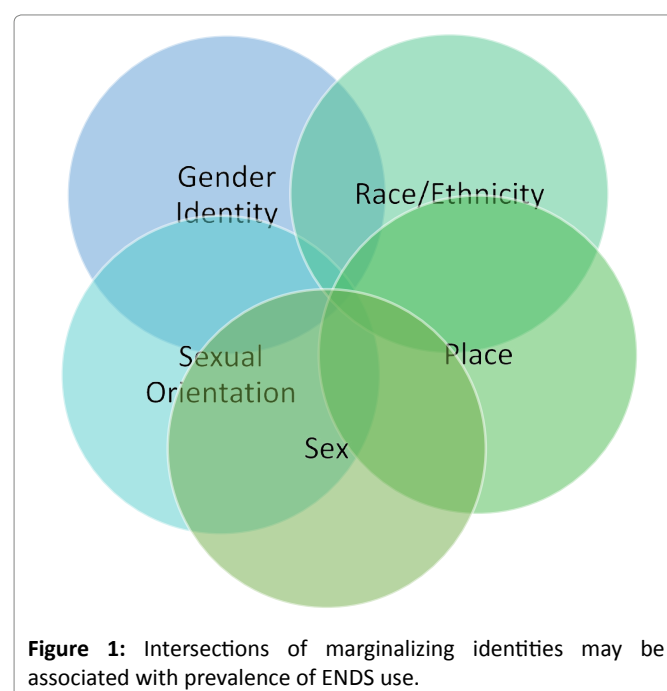 Gender
Identity
Race/Ethnicity
Sexual
Orientation
Place
Sex
Figure 1: Intersections of marginalizing identities may be
associated with prevalence of ENDS use.